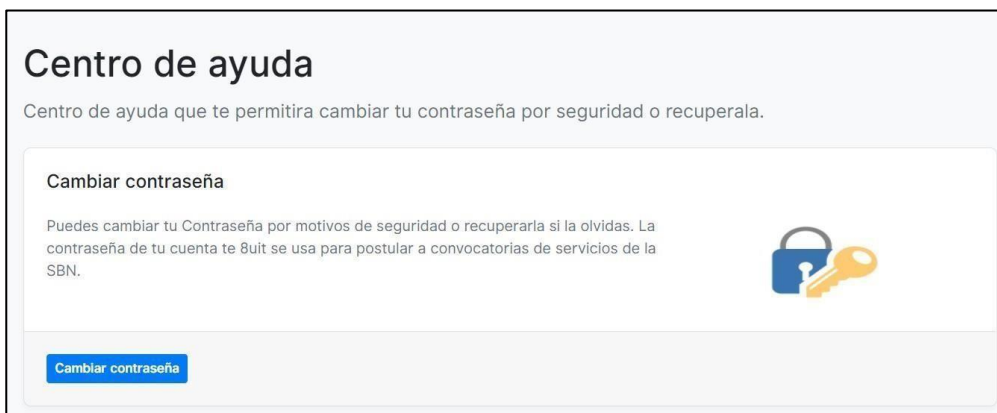 Centro de ayuda
Centro de ayuda que te permitira cambiar tu contraseña por seguridad o recuperala.
Cambiar contraseña
Puedes cambiar tu Contraseña por motivos de seguridad o recuperarla si la olvidas. La
contraseña de tu cuenta te 8uit se usa para postular a convocatorias de servicios de la
SBN.
Cambiar contraseña